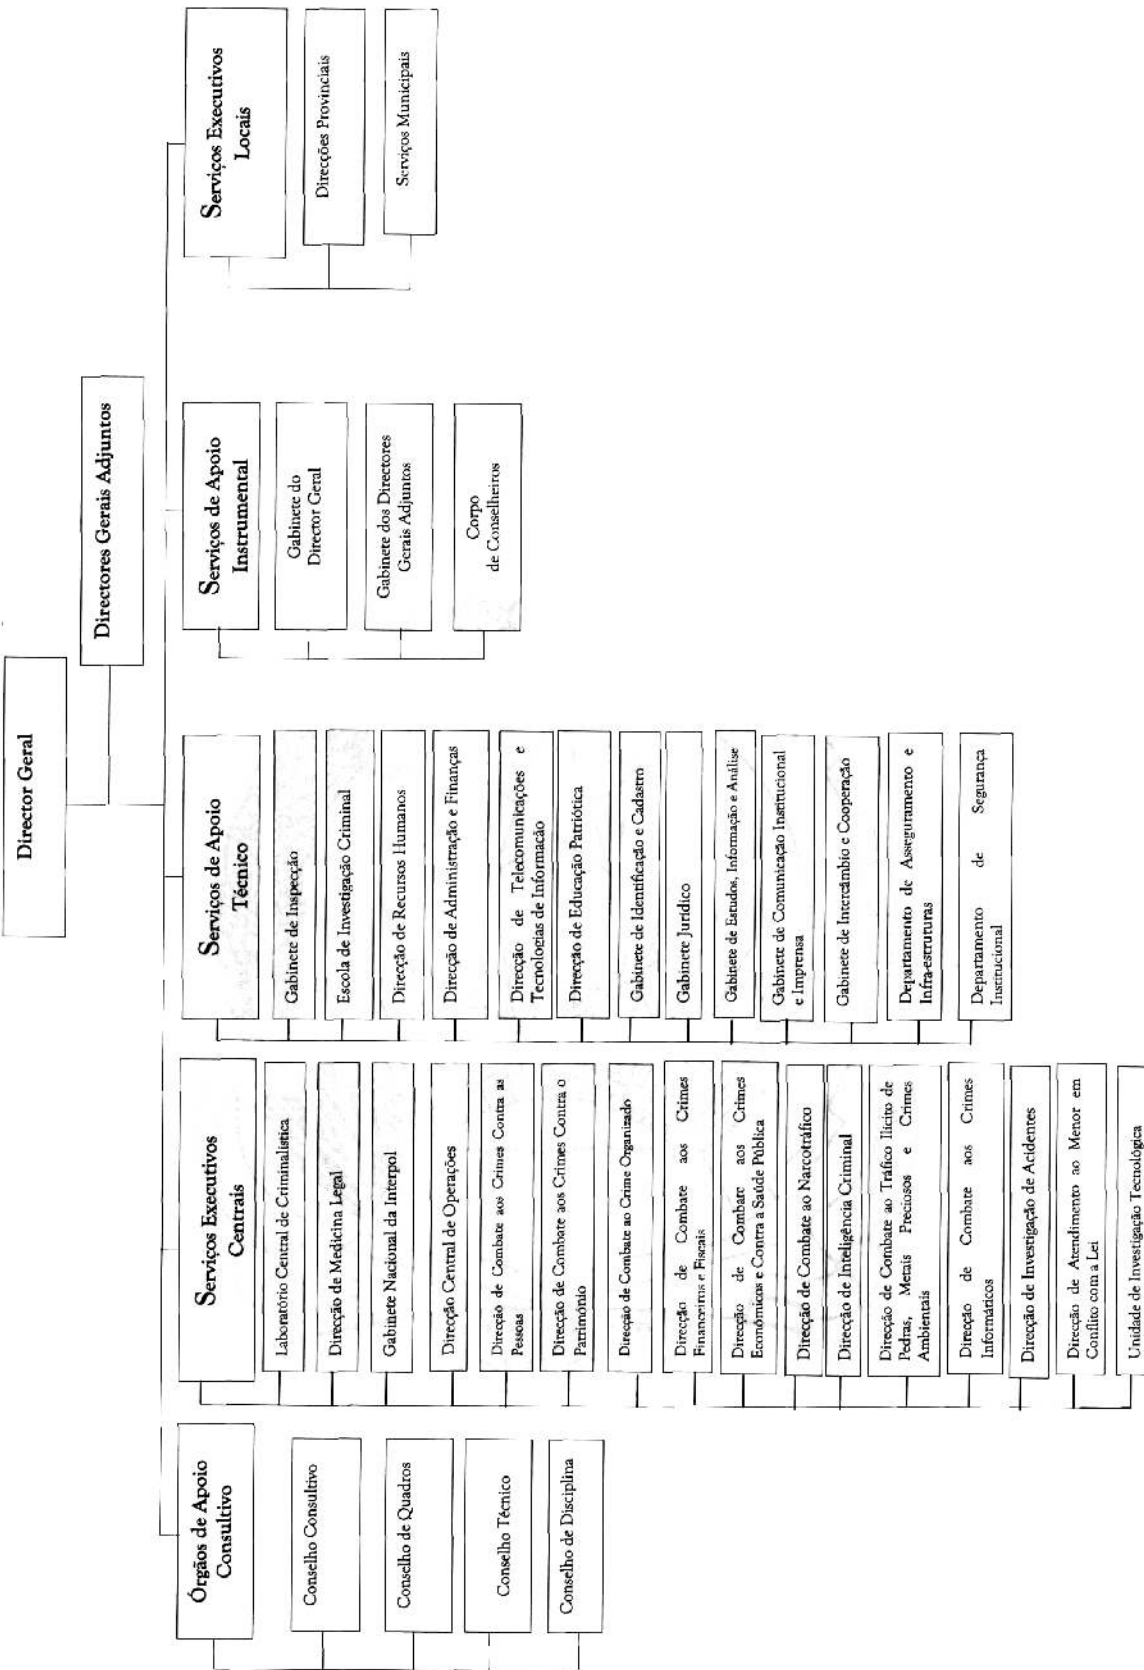 Director Geral
Directores Gerais Adjuntos
Órgãos de Apoio
Consultivo
Conselho Consultivo
Conselho de Quadros
Conselho Técnico
Conselho de Disciplina
Serviços Executivos
Centrais
Laboratório Central de Criminalística
Direcção de Medicina Legal
Gabinete Nacional da Interpol
Direcção Central de Operações
Direcção de Combate aos Crimes Contra as
Pessoas
Direcção de Combate aos Crimes Contra o
Património
Direcção de Combate ao Crime Organizado
Direcção de Combate aos Crimes
Financeiros e Fiscais
Direcção de Combate aos Crimes
Económicos e Contra a Saúde Pública
Direcção de Combate ao Narcotráfico
Direcção de Inteligência Criminal
Direcção de Combate ao Tráfico Ilícito de
Pedras, Metais Preciosos e Crimes
Ambientais
Direcção de Combate aos Crimes
Informáticos
Direcção de Investigação de Acidentes
Direcção de Atendimento ao Menor em
Conflito com a Lei
Unidade de Investigação Tecnológica
Serviços de Apoio
Técnico
Gabinete de Inspecção
Escola de Investigação Criminal
Direcção de Recursos Humanos
Direcção de Administração e Finanças
Direcção de Telecomunicações e
Tecnologias de Informação
Direcção de Educação Patriótica
Gabinete de Identificação e Cadastro
Gabinete Jurídico
Gabinete de Estudos, Informação e Análise
Gabinete de Comunicação Institucional
e Imprensa
Gabinete de Intercâmbio e Cooperação
Departamento de Asseguramento e
Infra-estruturas
Departamento de Segurança
Institucional
Serviços de Apoio
Instrumental
Gabinete do
Director Geral
Gabinete dos Directores
Gerais Adjuntos
Corpo
de Conselheiros
Serviços Executivos
Locais
Direcções Provinciais
Serviços Municipais